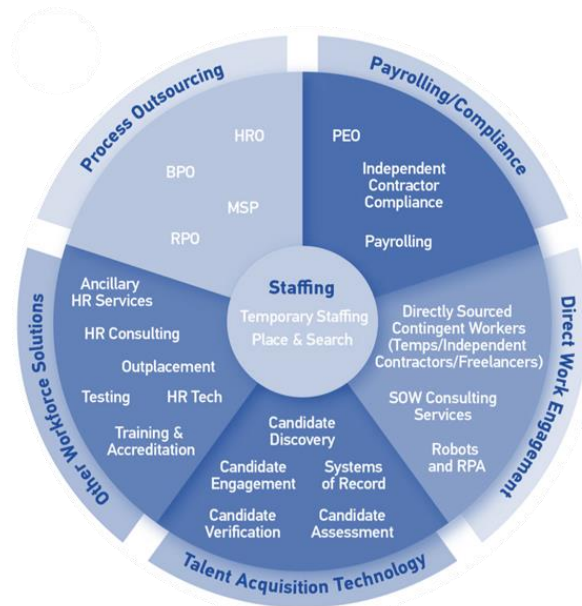 Process Outsourcing
HRO
BPO
MSP
RPO
Payrolling/Compliance
PEO
Independent
Contractor
Compliance
Payrolling
Staffing
Temporary Staffing
Place & Search
Direct Work Engagement
Directly Sourced
Contingent Workers
(Temps/Independent
Contractors/Freelancers)
SOW Consulting
Services
Robots
and RPA
Talent Acquisition Technology
Candidate
Discovery
Candidate
Engagement
Systems
of Record
Candidate
Verification
Candidate
Assessment
Other Workforce Solutions
Ancillary
HR Services
HR Consulting
Outplacement
Testing
HR Tech
Training &
Accreditation